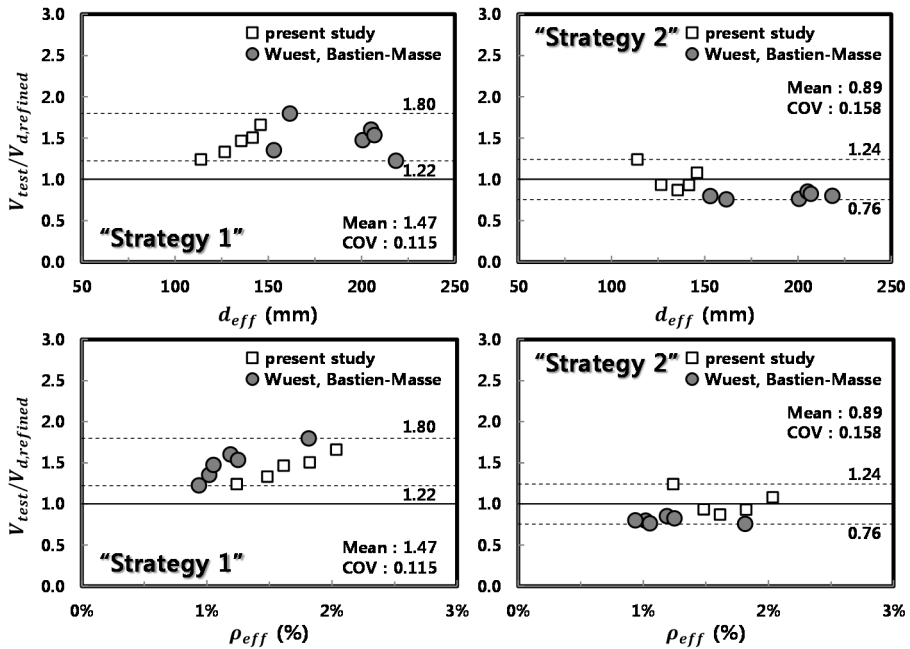 3.0
2.5
2.0
1.5
1.0
0.5
0.0
V_test/V_d,refined
present study
Wuest, Bastien-Masse
1.80
1.22
Mean : 1.47
COV : 0.115
"Strategy 1"
50
100
150
200
250
d_eff (mm)
3.0
2.5
2.0
1.5
1.0
0.5
0.0
"Strategy 2"
present study
Wuest, Bastien-Masse
Mean : 0.89
COV : 0.158
1.24
0.76
50
100
150
200
250
d_eff (mm)
3.0
2.5
2.0
1.5
1.0
0.5
0.0
V_test/V_d,refined
present study
Wuest, Bastien-Masse
1.80
1.22
Mean : 1.47
COV : 0.115
"Strategy 1"
0%
1%
2%
3%
ρ_eff (%)
3.0
2.5
2.0
1.5
1.0
0.5
0.0
"Strategy 2"
present study
Wuest, Bastien-Masse
Mean : 0.89
COV : 0.158
1.24
0.76
0%
1%
2%
3%
ρ_eff (%)